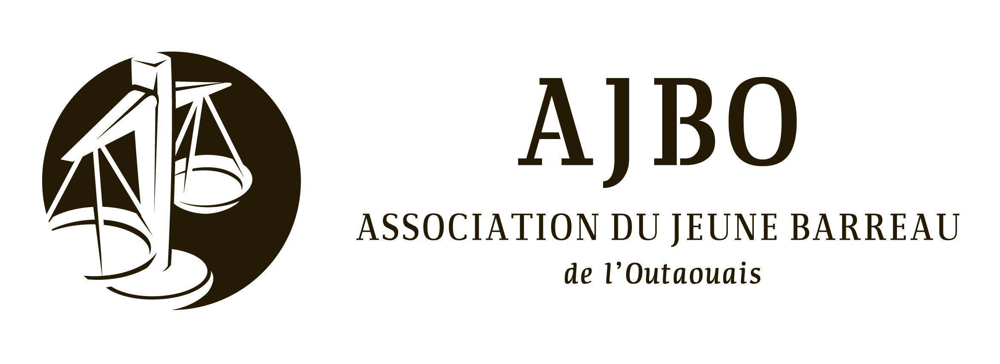 AJBO
ASSOCIATION DU JEUNE BARREAU
de l’Outaouais